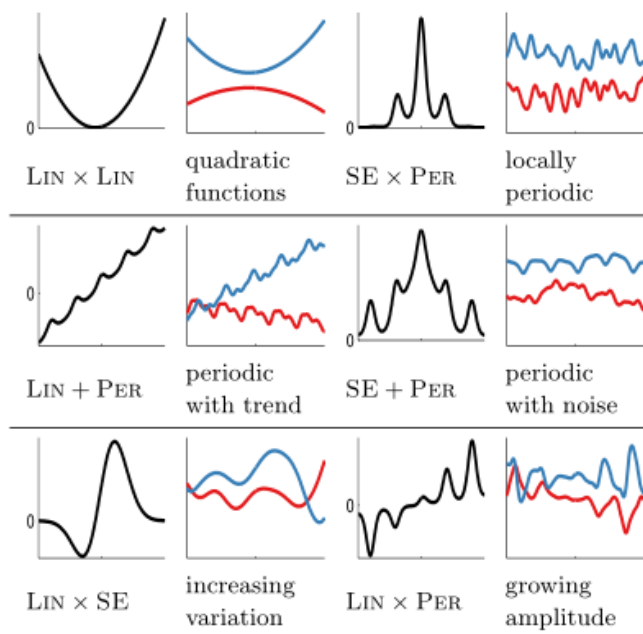 0
LIN × LIN
quadratic
functions
0
SE × PER
locally
periodic
0
LIN + PER
periodic
with trend
0
SE + PER
periodic
with noise
0
LIN × SE
increasing
variation
0
LIN × PER
growing
amplitude